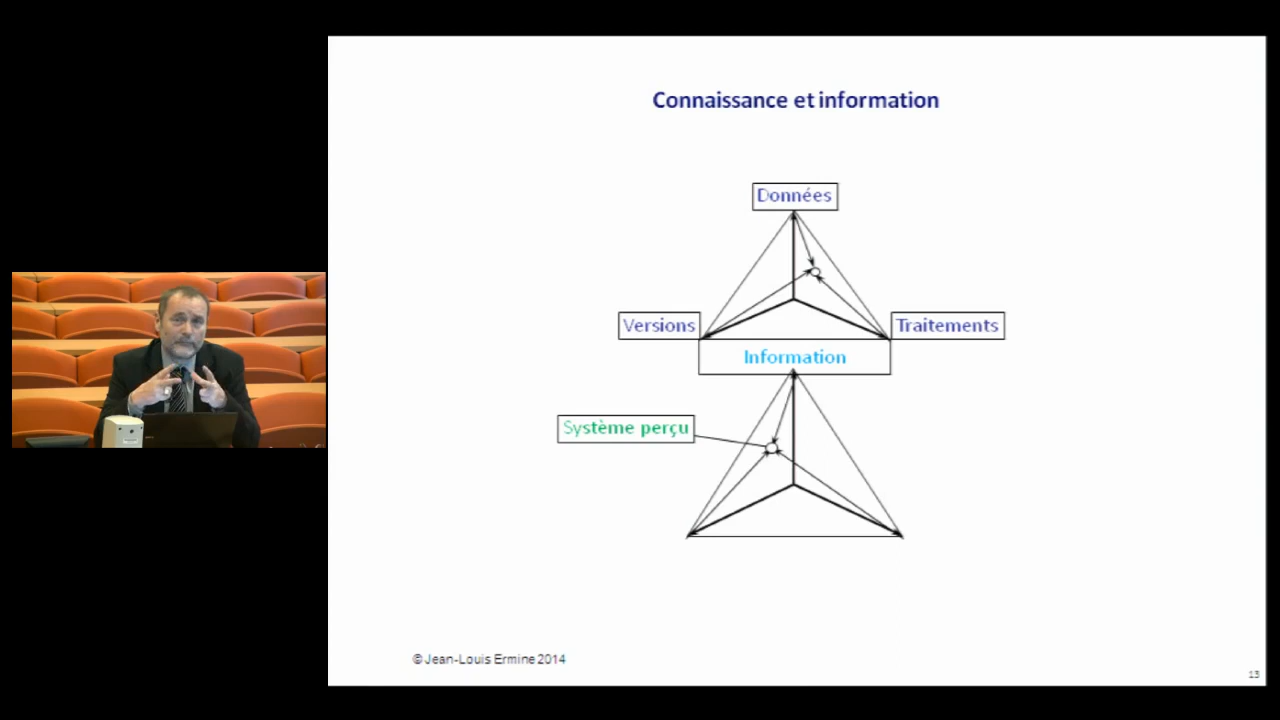 Connaissance et information
Données
Versions
Traitements
Information
Système perçu
© Jean-Louis Ermine 2014
13